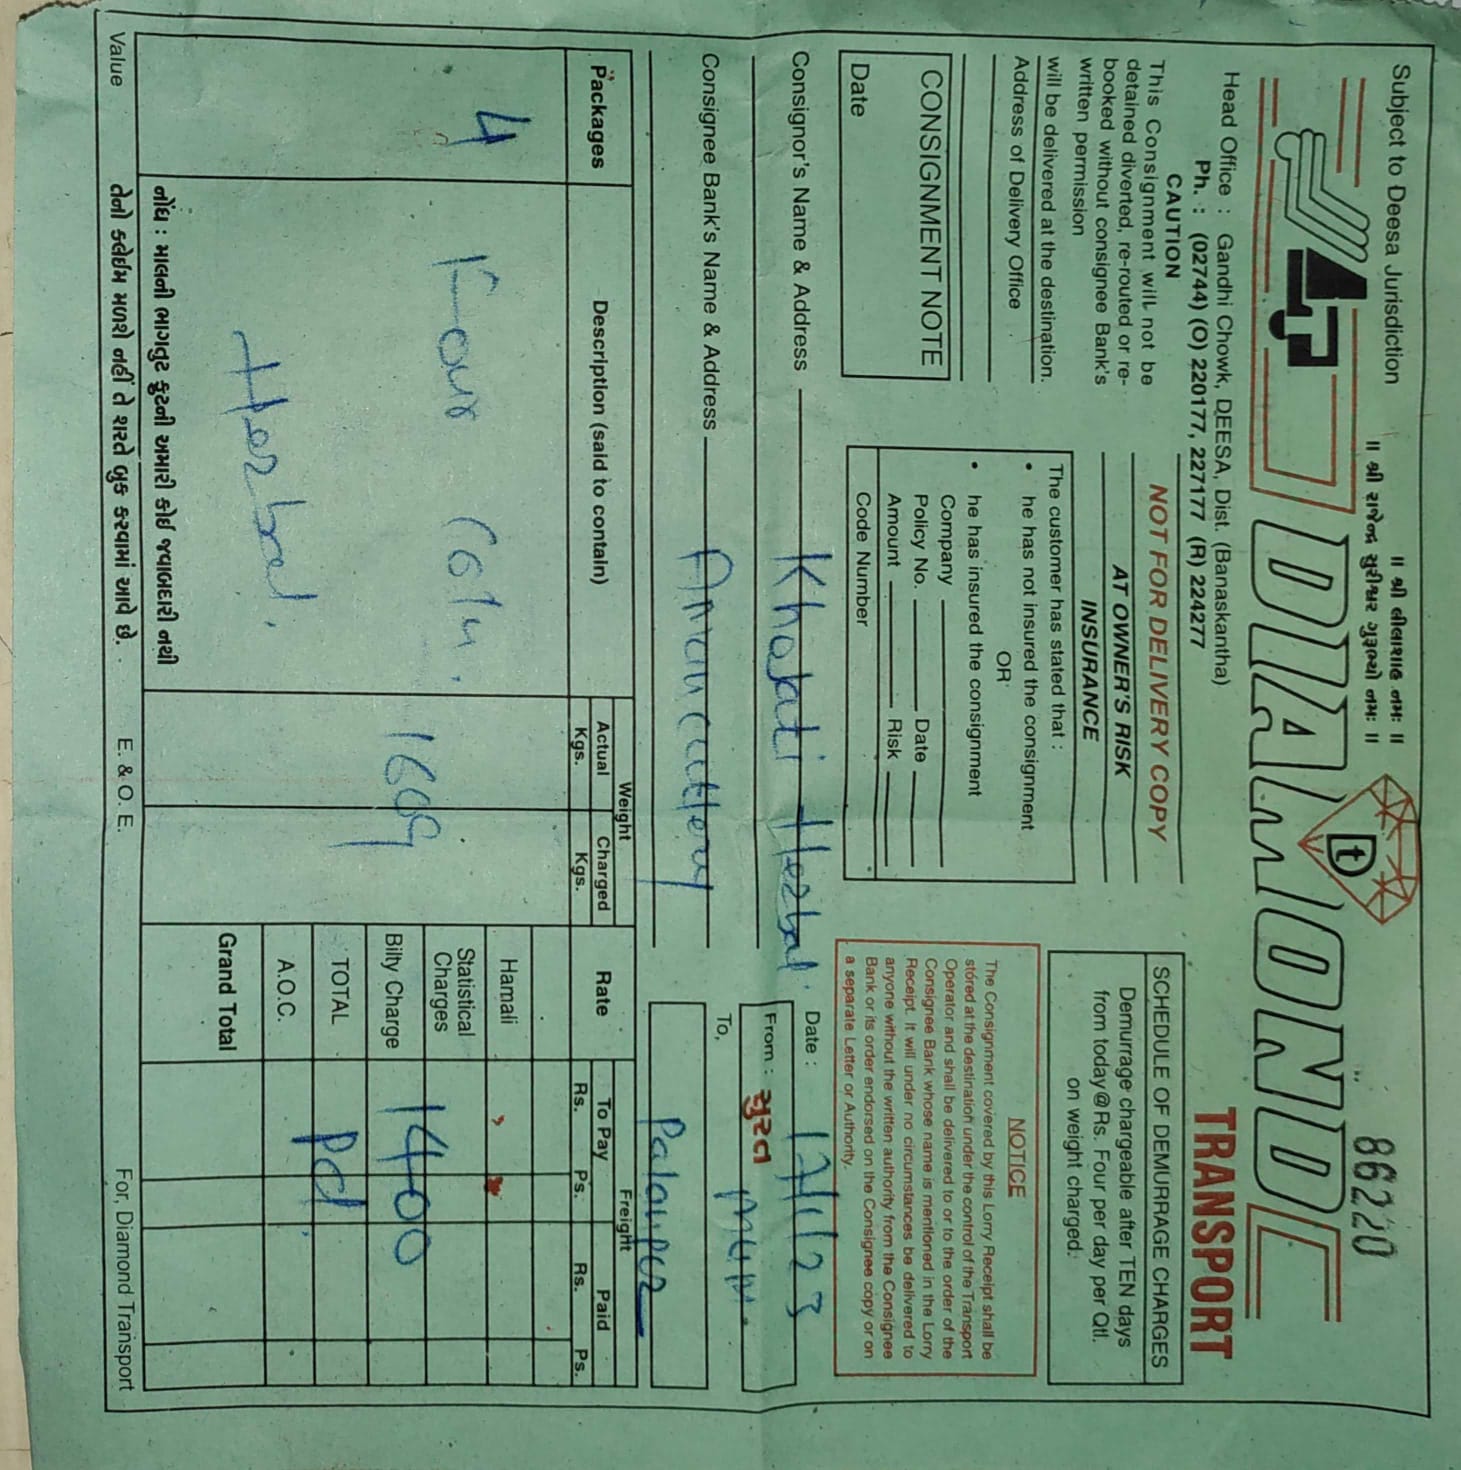 Subject to Deesa Jurisdiction
॥ શ્રી લીલાશાહ નમઃ ॥
॥ શ્રી રાજેન્દ્ર સુરીશ્વર ગુરૂભ્યો નમઃ ॥
86220
DIAMOND
t
TRANSPORT
Head Office : Gandhi Chowk, DEESA, Dist. (Banaskantha)
Ph. : (02744) (O) 220177, 227177 (R) 224277
CAUTION
This Consignment will not be
detained diverted, re-routed or re-
booked without consignee Bank's
written permission
will be delivered at the destination.
Address of Delivery Office
CONSIGNMENT NOTE
Date
NOT FOR DELIVERY COPY
AT OWNER'S RISK
INSURANCE
The customer has stated that :
• he has not insured the consignment
OR
• he has insured the consignment
Company
Policy No. Date
Amount Risk
Code Number
SCHEDULE OF DEMURRAGE CHARGES
Demurrage chargeable after TEN days
from today@Rs. Four per day per Qtl.
on weight charged.
NOTICE
The Consignment covered by this Lorry Receipt shall be
stored at the destination under the control of the Transport
Operator and shall be delivered to or to the order of the
Consignee Bank whose name is mentioned in the Lorry
Receipt. It will under no circumstances be delivered to
anyone without the written authority from the Consignee
Bank or its order endorsed on the Consignee copy or on
a separate Letter or Authority.
Consignor's Name & Address Khajati Herbal.
Date : 17/1/23
From : સુરત
Consignee Bank's Name & Address
To,
Palanpur
Packages Description (said to contain) Weight Rate Freight
Actual Kgs. Charged Kgs. To Pay Paid
Rs. Ps. Rs. Ps.
4 Four Cotn. 160g
Herbal.
Hamali
Statistical Charges
Bilty Charge 1400
TOTAL Pd.
A.O.C.
Grand Total
નોંધ : માલની ભાગતુટ ફુટની અમારી કોઈ જવાબદારી નથી
Value તેનો કલેઈમ મળશે નહીં તે શરતે બુક કરવામાં આવે છે. E. & O. E. For, Diamond Transport